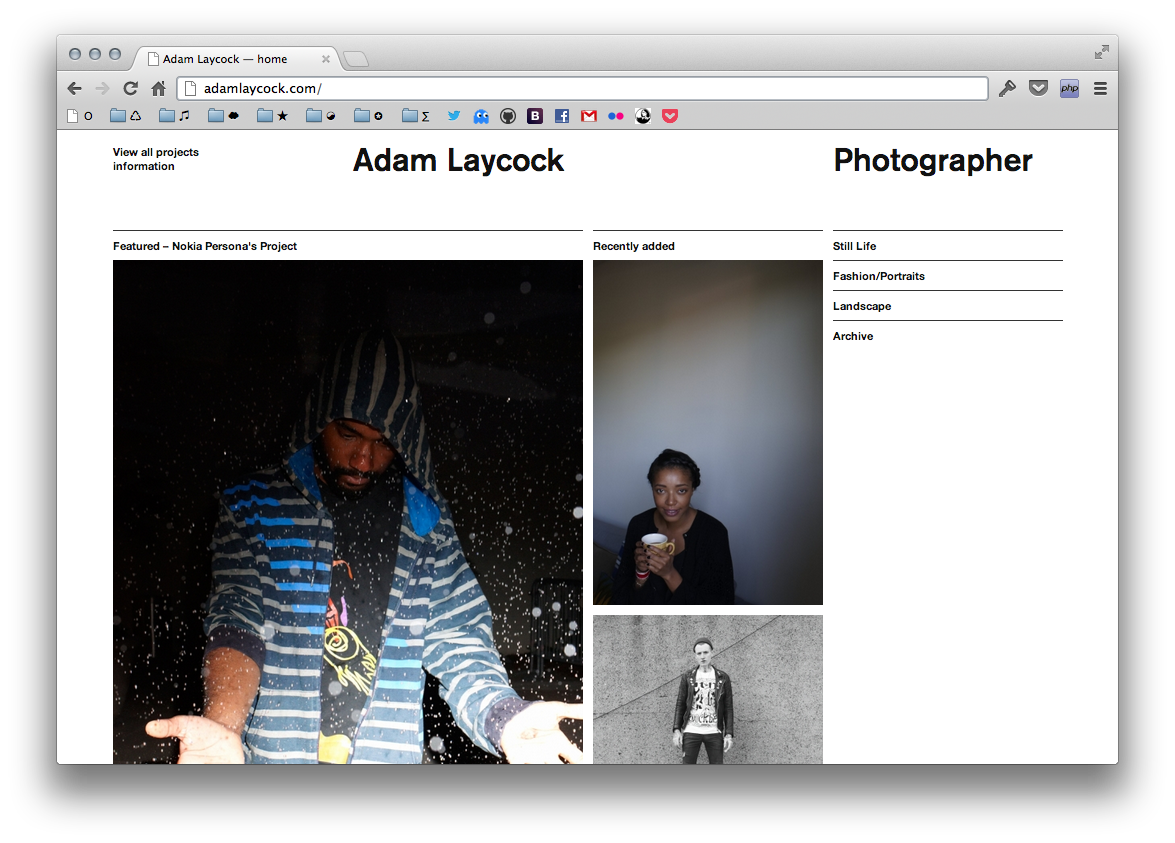 Adam Laycock — home
adamlaycock.com/
php
O
Σ
B
View all projects
information
Adam Laycock
Photographer
Featured – Nokia Persona's Project
Recently added
Still Life
Fashion/Portraits
Landscape
Archive